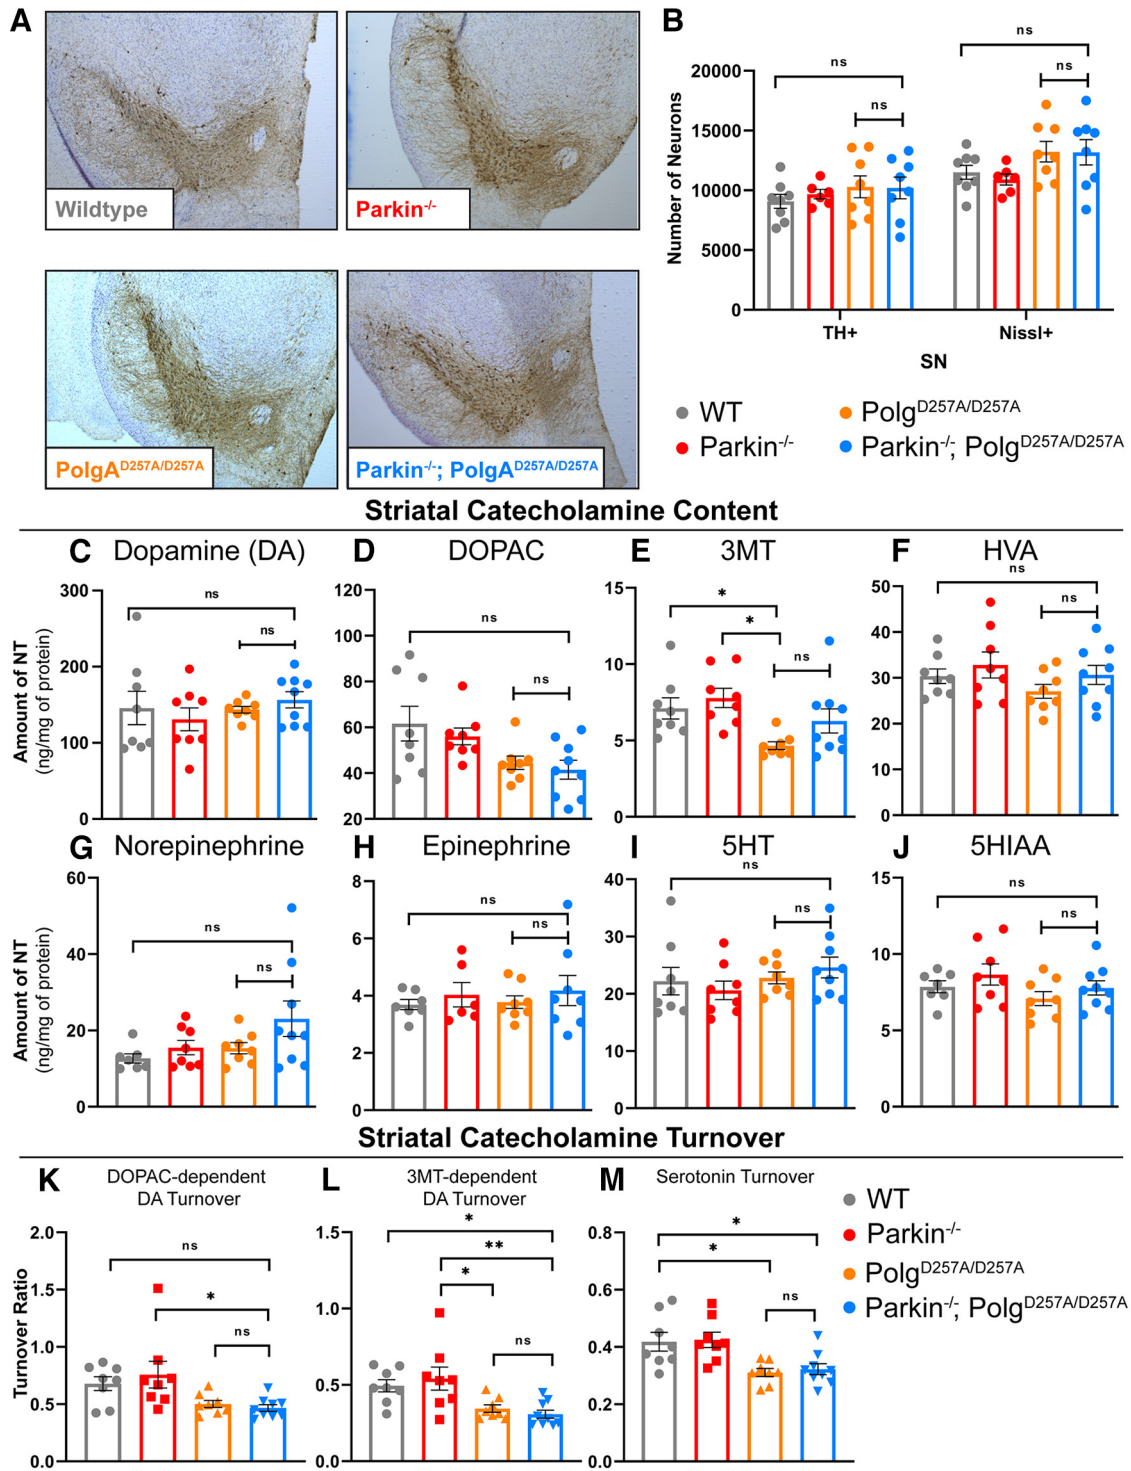 A
Wildtype
Parkin-/-
PolgAD257A/D257A
Parkin-/-; PolgAD257A/D257A
B
ns
ns
ns
ns
Number of Neurons
20000
15000
10000
5000
0
TH+
Nissl+
SN
WT
PolgD257A/D257A
Parkin-/-
Parkin-/-; PolgD257A/D257A
Striatal Catecholamine Content
C Dopamine (DA)
Amount of NT
(ng/mg of protein)
300
200
100
0
ns
ns
D DOPAC
120
100
80
60
40
20
ns
ns
E 3MT
15
10
5
0
*
*
ns
F HVA
50
40
30
20
10
0
ns
ns
G Norepinephrine
Amount of NT
(ng/mg of protein)
60
40
20
0
ns
ns
H Epinephrine
8
6
4
2
0
ns
ns
I 5HT
40
30
20
10
0
ns
ns
J 5HIAA
15
10
5
0
ns
ns
Striatal Catecholamine Turnover
K DOPAC-dependent
DA Turnover
Turnover Ratio
2.0
1.5
1.0
0.5
0.0
ns
*
ns
L 3MT-dependent
DA Turnover
1.5
1.0
0.5
0.0
*
**
*
ns
M Serotonin Turnover
0.8
0.6
0.4
0.2
0.0
*
*
ns
WT
Parkin-/-
PolgD257A/D257A
Parkin-/-; PolgD257A/D257A